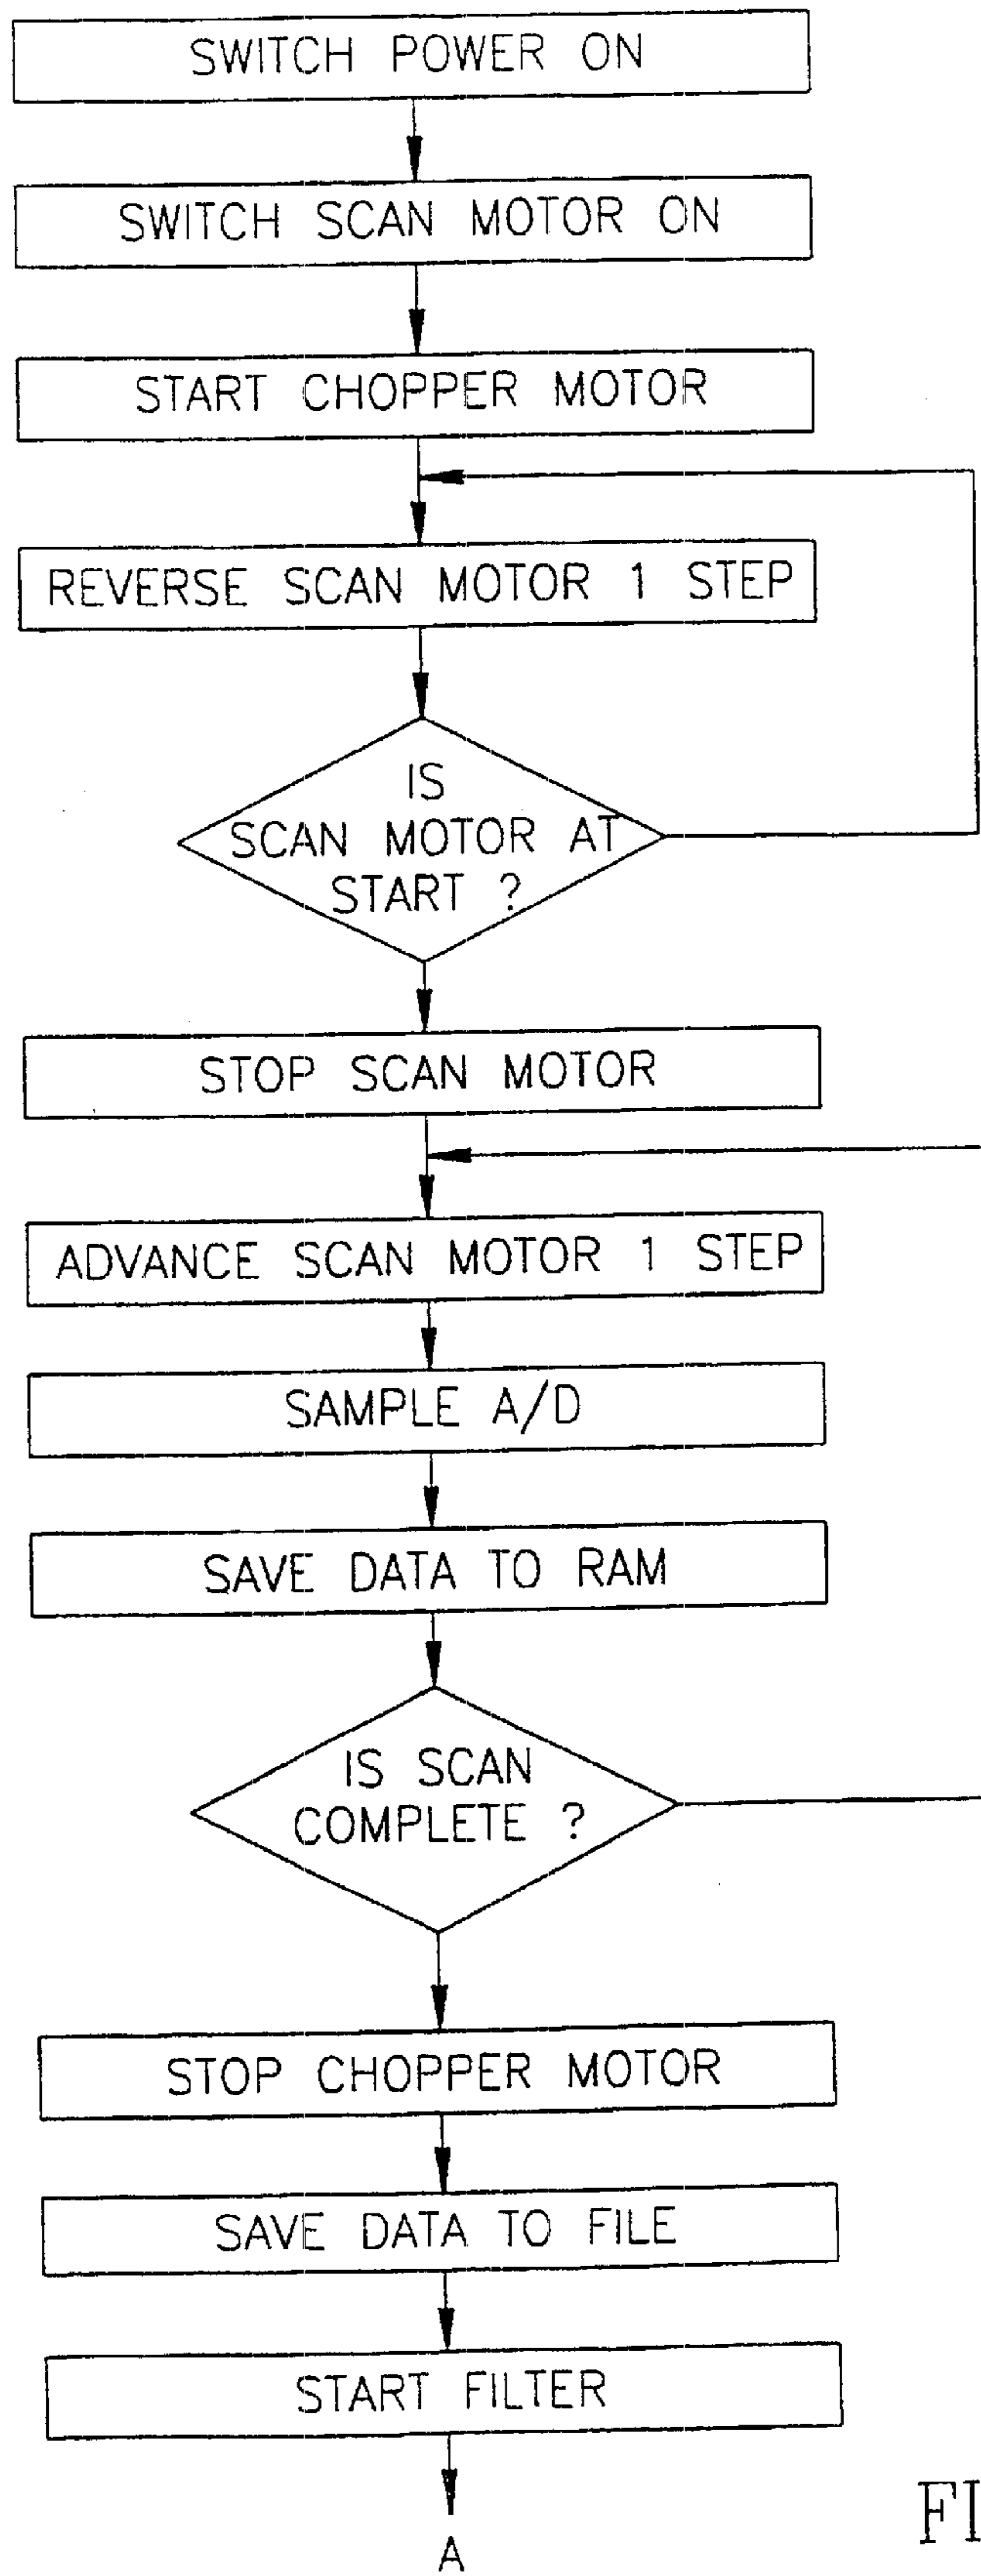 SWITCH POWER ON
SWITCH SCAN MOTOR ON
START CHOPPER MOTOR
REVERSE SCAN MOTOR 1 STEP
IS
SCAN MOTOR AT
START ?
STOP SCAN MOTOR
ADVANCE SCAN MOTOR 1 STEP
SAMPLE A/D
SAVE DATA TO RAM
IS SCAN
COMPLETE ?
STOP CHOPPER MOTOR
SAVE DATA TO FILE
START FILTER
A
FI